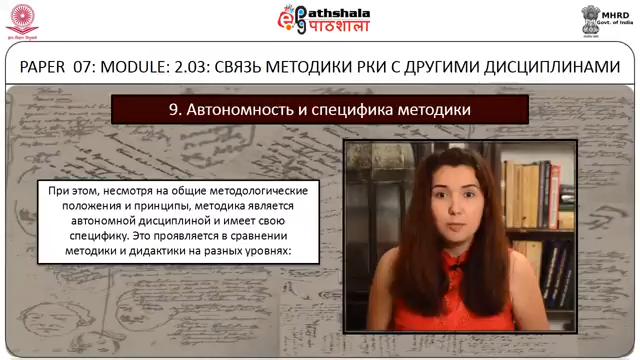 Pathshala
पाठशाला
MHRD
Govt. of India
PAPER 07: MODULE: 2.03: СВЯЗЬ МЕТОДИКИ РКИ С ДРУГИМИ ДИСЦИПЛИНАМИ
9. Автономность и специфика методики
При этом, несмотря на общие методологические
положения и принципы, методика является
автономной дисциплиной и имеет свою
специфику. Это проявляется в сравнении
методики и дидактики на разных уровнях: